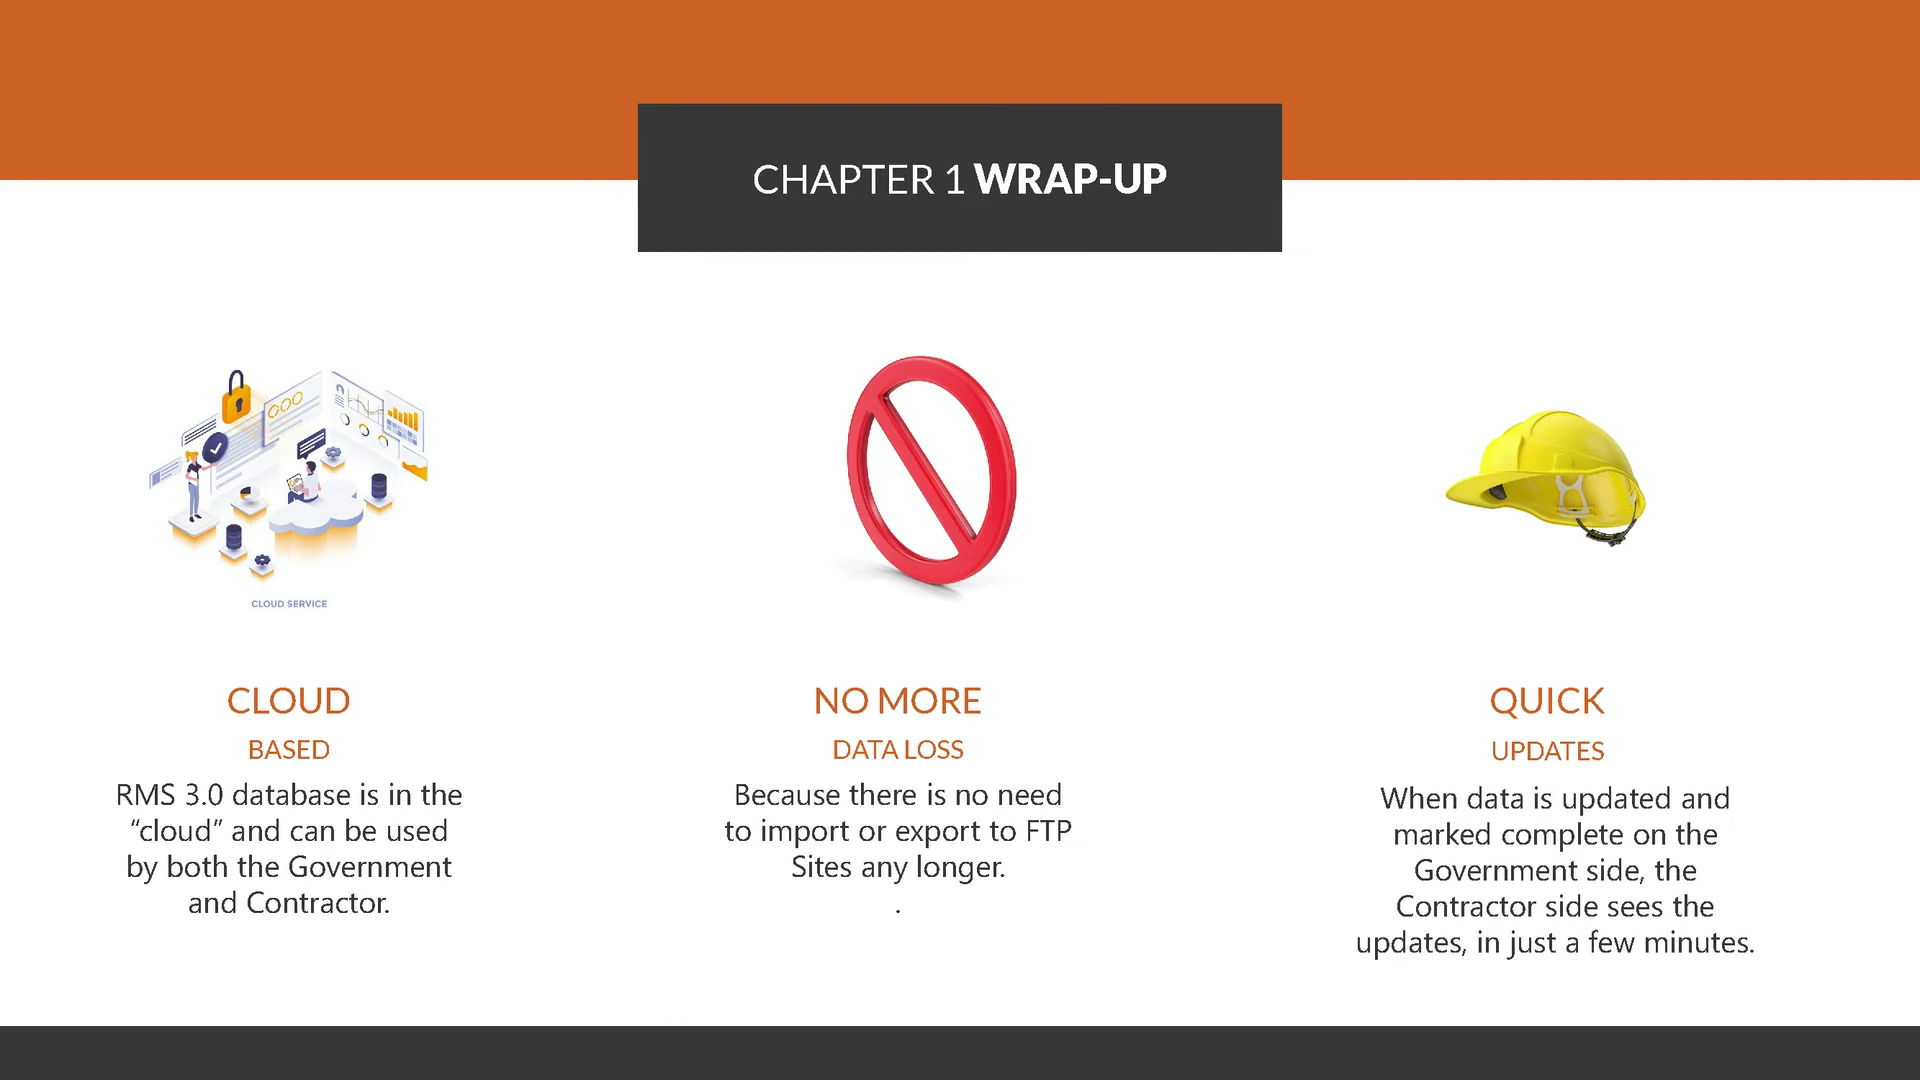 CHAPTER 1 WRAP-UP
CLOUD SERVICE
CLOUD
BASED
RMS 3.0 database is in the
“cloud” and can be used
by both the Government
and Contractor.
NO MORE
DATA LOSS
Because there is no need
to import or export to FTP
Sites any longer.
.
QUICK
UPDATES
When data is updated and
marked complete on the
Government side, the
Contractor side sees the
updates, in just a few minutes.